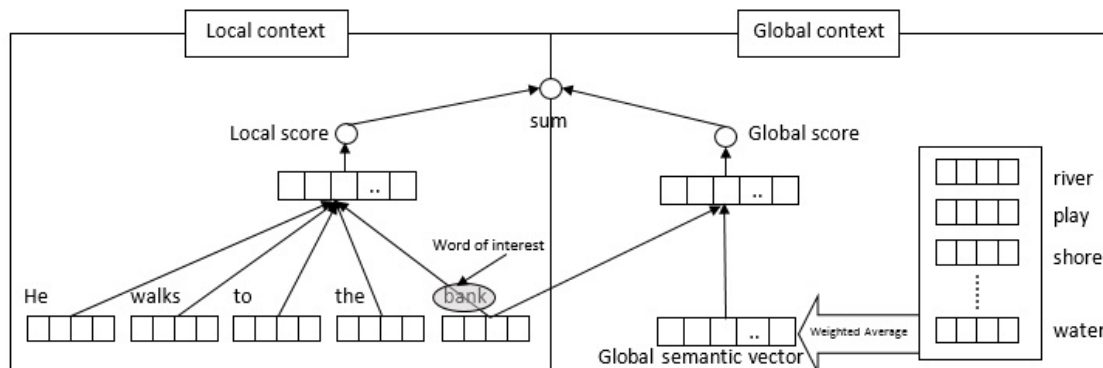 Local context
Global context
sum
Local score
Global score
..
..
river
play
shore
Word of interest
He walks to the bank
..
Weighted Average
water
Global semantic vector